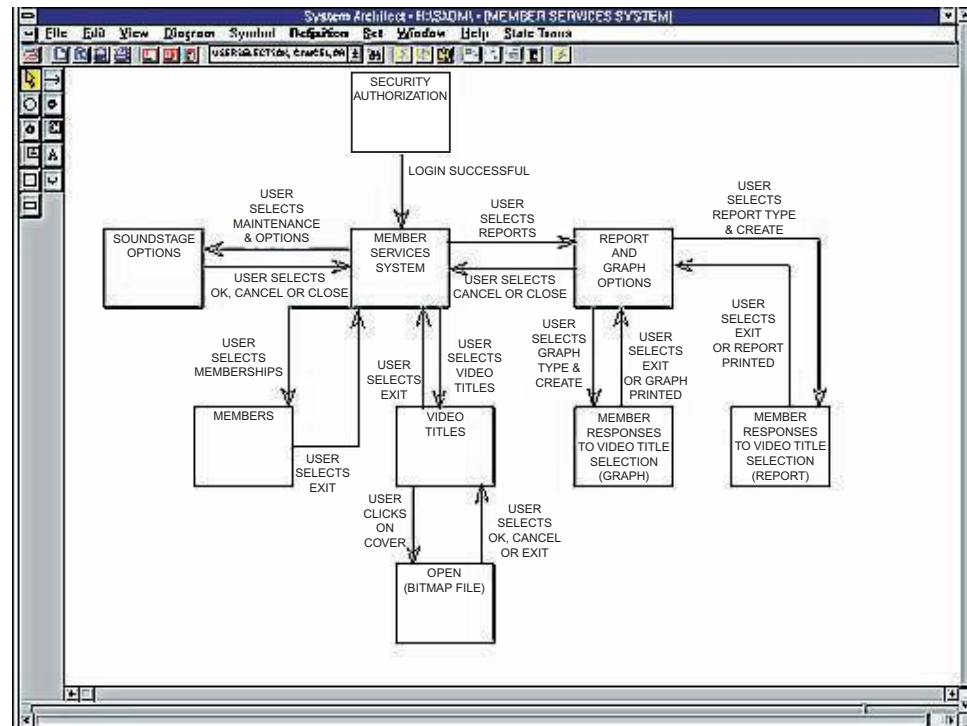 System Architect - H:\SADM\ - [MEMBER SERVICES SYSTEM]
File Edit View Diagram Symbol Definition Set Window Help State Trans
SECURITY
AUTHORIZATION
LOGIN SUCCESSFUL
USER
SELECTS
MAINTENANCE
& OPTIONS
USER
SELECTS
REPORTS
USER
SELECTS
REPORT TYPE
& CREATE
SOUNDSTAGE
OPTIONS
MEMBER
SERVICES
SYSTEM
REPORT
AND
GRAPH
OPTIONS
USER SELECTS
OK, CANCEL OR CLOSE
USER SELECTS
CANCEL OR CLOSE
USER
SELECTS
MEMBERSHIPS
USER
SELECTS
EXIT
USER
SELECTS
VIDEO
TITLES
USER
SELECTS
GRAPH
TYPE &
CREATE
USER
SELECTS
EXIT
OR GRAPH
PRINTED
USER
SELECTS
EXIT
OR REPORT
PRINTED
MEMBERS
VIDEO
TITLES
MEMBER
RESPONSES
TO VIDEO TITLE
SELECTION
(GRAPH)
MEMBER
RESPONSES
TO VIDEO TITLE
SELECTION
(REPORT)
USER
SELECTS
EXIT
USER
CLICKS
ON
COVER
USER
SELECTS
OK, CANCEL
OR EXIT
OPEN
(BITMAP FILE)